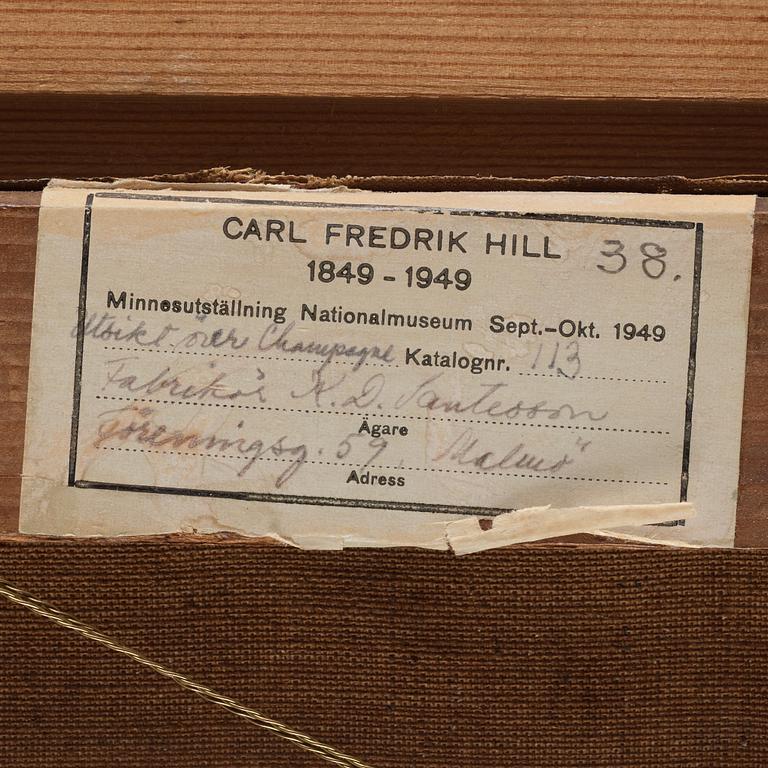 CARL FREDRIK HILL 38.
1849 - 1949
Minnesutställning Nationalmuseum Sept.-Okt. 1949
Utsikt över Champagne Katalognr. 113
Fabrikör K. D. Santesson
Ägare
Föreningsg. 59, Malmö
Adress